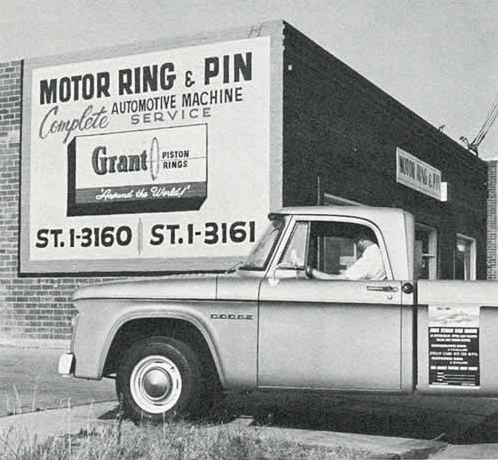 MOTOR RING & PIN
Complete AUTOMOTIVE MACHINE
SERVICE
Grant PISTON
RINGS
"Around the World!"
ST. 1-3160 ST. 1-3161
MOTOR RING & PIN
DODGE